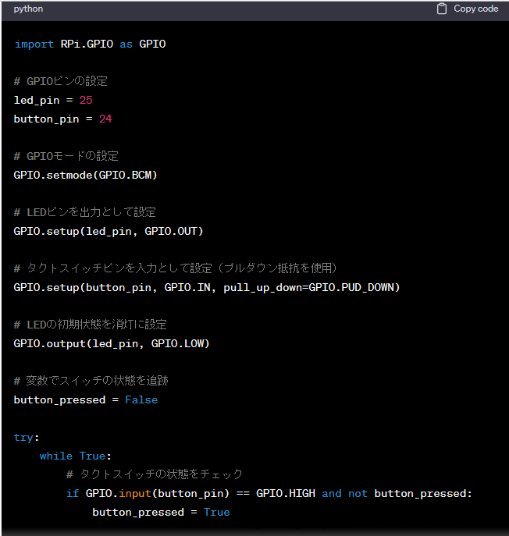 python
Copy code
import RPi.GPIO as GPIO
# GPIOピンの設定
led_pin = 25
button_pin = 24
# GPIOモードの設定
GPIO.setmode(GPIO.BCM)
# LEDピンを出力として設定
GPIO.setup(led_pin, GPIO.OUT)
# タクトスイッチピンを入力として設定（プルダウン抵抗を使用）
GPIO.setup(button_pin, GPIO.IN, pull_up_down=GPIO.PUD_DOWN)
# LEDの初期状態を消灯に設定
GPIO.output(led_pin, GPIO.LOW)
# 変数でスイッチの状態を追跡
button_pressed = False
try:
    while True:
        # タクトスイッチの状態をチェック
        if GPIO.input(button_pin) == GPIO.HIGH and not button_pressed:
            button_pressed = True